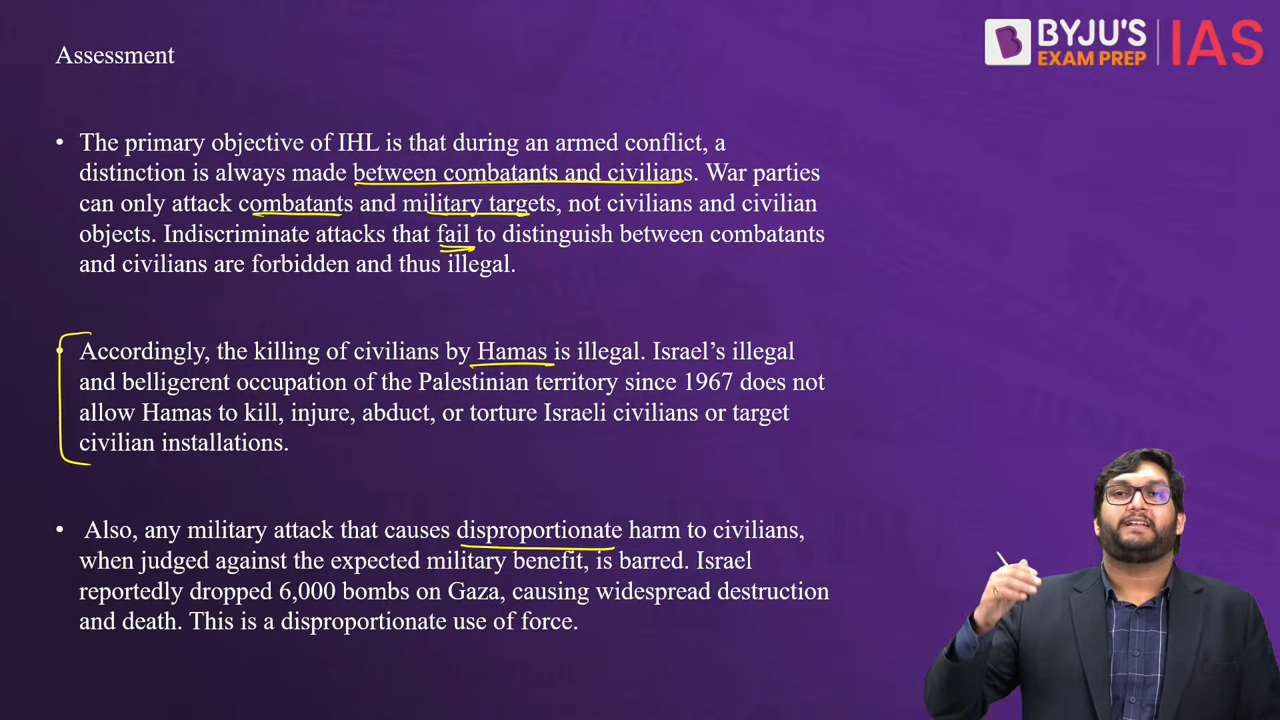 Assessment
BYJU'S
EXAM PREP
IAS
• The primary objective of IHL is that during an armed conflict, a
distinction is always made between combatants and civilians. War parties
can only attack combatants and military targets, not civilians and civilian
objects. Indiscriminate attacks that fail to distinguish between combatants
and civilians are forbidden and thus illegal.
• Accordingly, the killing of civilians by Hamas is illegal. Israel’s illegal
and belligerent occupation of the Palestinian territory since 1967 does not
allow Hamas to kill, injure, abduct, or torture Israeli civilians or target
civilian installations.
• Also, any military attack that causes disproportionate harm to civilians,
when judged against the expected military benefit, is barred. Israel
reportedly dropped 6,000 bombs on Gaza, causing widespread destruction
and death. This is a disproportionate use of force.